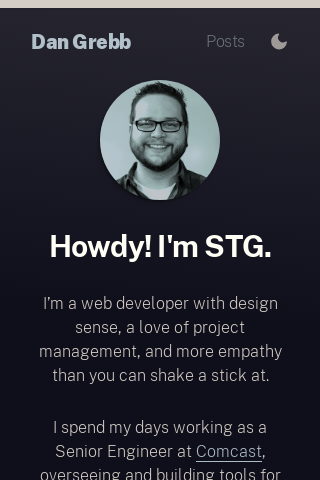 Dan Grebb
Posts
Howdy! I'm STG.
I'm a web developer with design
sense, a love of project
management, and more empathy
than you can shake a stick at.
I spend my days working as a
Senior Engineer at Comcast,
overseeing and building tools for